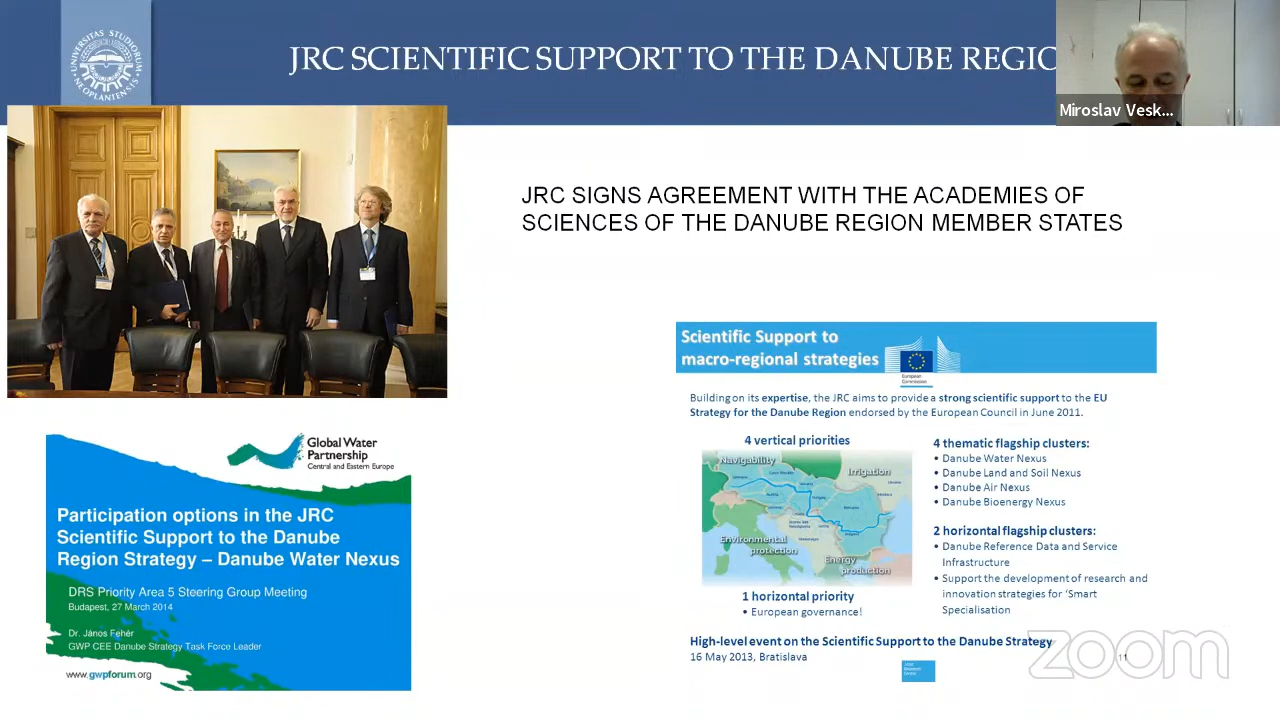 UNIVERSITAS STUDIORUM
NEOPLANTENSIS
JRC SCIENTIFIC SUPPORT TO THE DANUBE REGIO
Miroslav Vesk...
JRC SIGNS AGREEMENT WITH THE ACADEMIES OF
SCIENCES OF THE DANUBE REGION MEMBER STATES
Scientific Support to
macro-regional strategies
European
Commission
Building on its expertise, the JRC aims to provide a strong scientific support to the EU
Strategy for the Danube Region endorsed by the European Council in June 2011.
4 vertical priorities
Navigability
Irrigation
Environmental
protection
Energy
production
1 horizontal priority
• European governance!
4 thematic flagship clusters:
• Danube Water Nexus
• Danube Land and Soil Nexus
• Danube Air Nexus
• Danube Bioenergy Nexus
2 horizontal flagship clusters:
• Danube Reference Data and Service
Infrastructure
• Support the development of research and
innovation strategies for ‘Smart
Specialisation
High-level event on the Scientific Support to the Danube Strategy
16 May 2013, Bratislava
11
zoom
Global Water
Partnership
Central and Eastern Europe
Participation options in the JRC
Scientific Support to the Danube
Region Strategy – Danube Water Nexus
DRS Priority Area 5 Steering Group Meeting
Budapest, 27 March 2014
Dr. János Fehér
GWP CEE Danube Strategy Task Force Leader
www.gwpforum.org